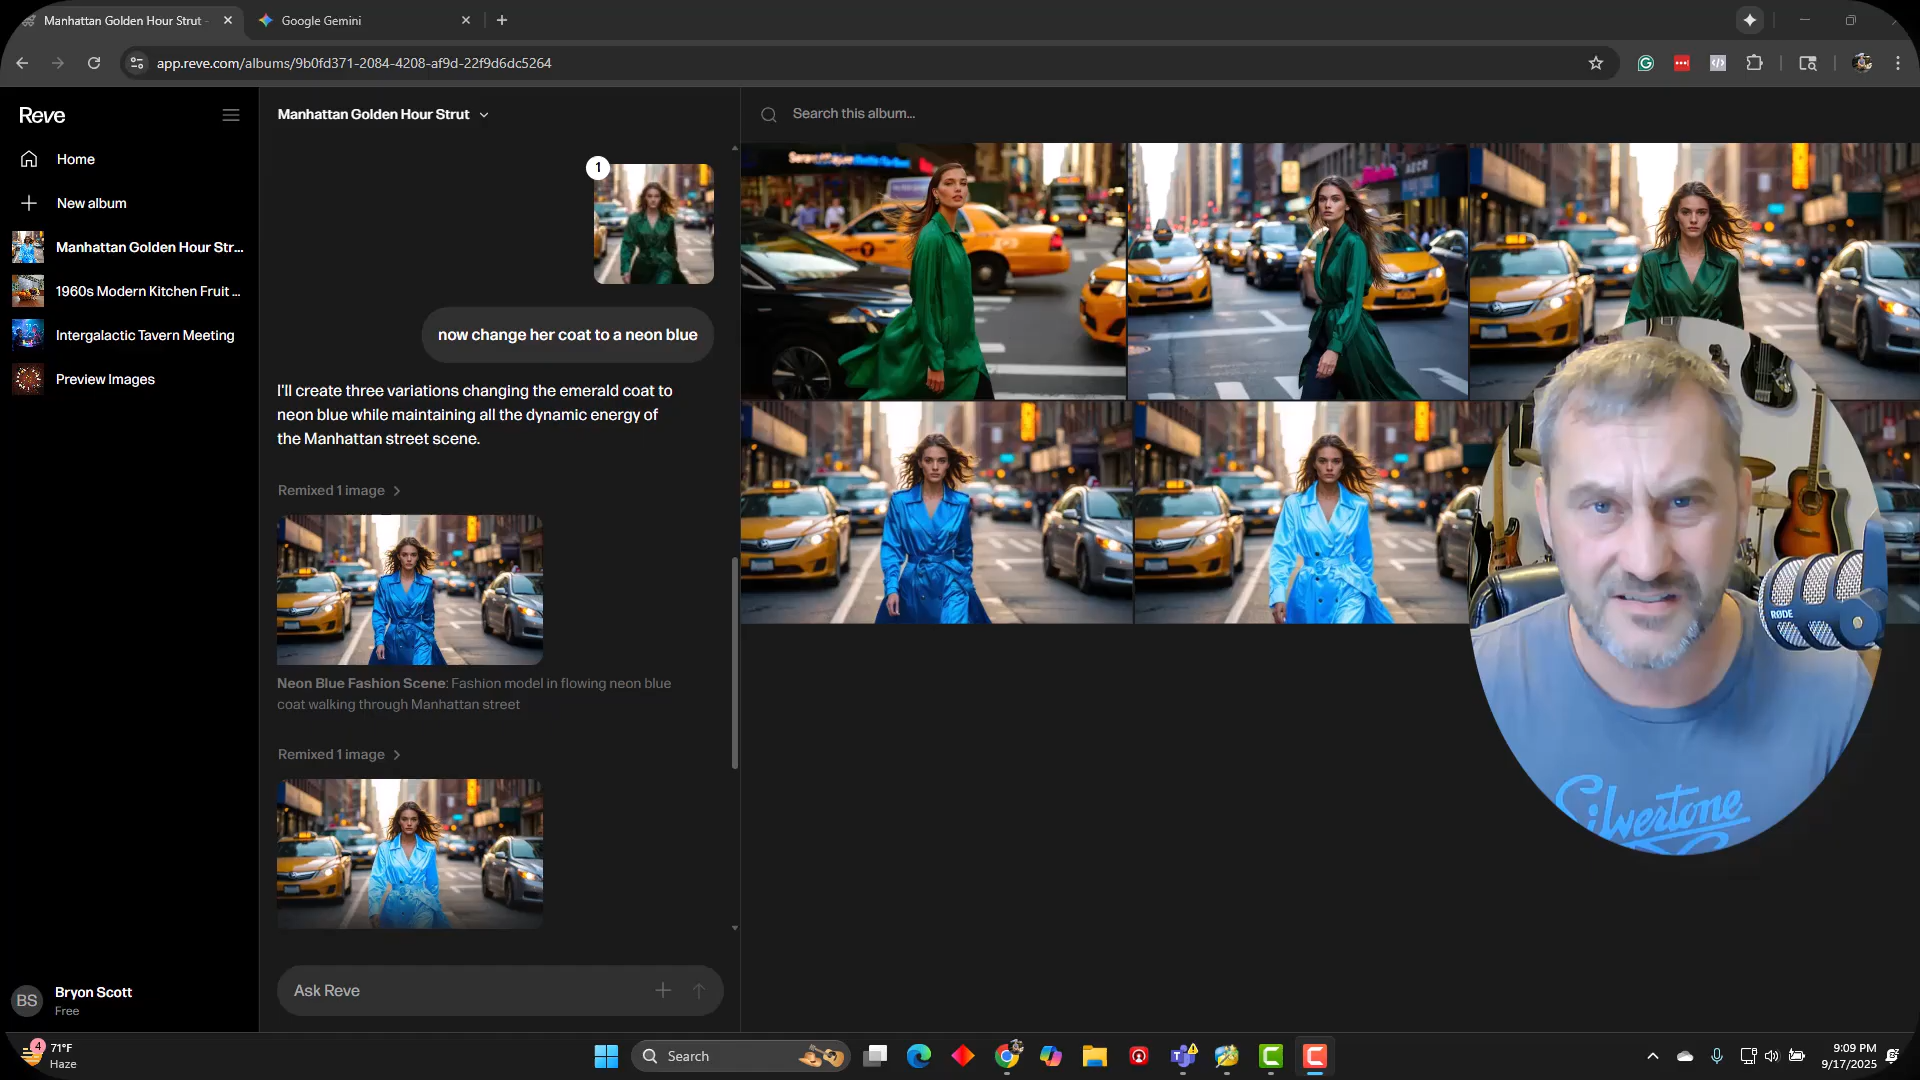 Manhattan Golden Hour Strut -
Google Gemini
app.reve.com/albums/9b0fd371-2084-4208-af9d-22f9d6dc5264
Reve
Home
New album
Manhattan Golden Hour Str...
1960s Modern Kitchen Fruit ...
Intergalactic Tavern Meeting
Preview Images
BS
Bryon Scott
Free
Manhattan Golden Hour Strut
1
now change her coat to a neon blue
I'll create three variations changing the emerald coat to
neon blue while maintaining all the dynamic energy of
the Manhattan street scene.
Remixed 1 image
Neon Blue Fashion Scene: Fashion model in flowing neon blue
coat walking through Manhattan street
Remixed 1 image
Ask Reve
Search this album...
RØDE
Silvertone
4
71°F
Haze
Search
9:09 PM
9/17/2025